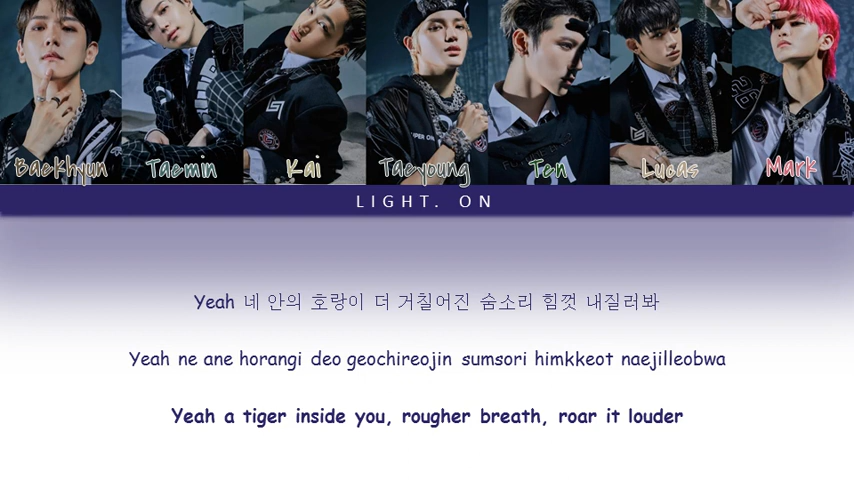 Baekhyun Taemin Kai Taeyoung Ten Lucas Mark
LIGHT. ON
Yeah 네 안의 호랑이 더 거칠어진 숨소리 힘껏 내질러봐
Yeah ne ane horangi deo geochireojin sumsori himkkeot naejilleobwa
Yeah a tiger inside you, rougher breath, roar it louder